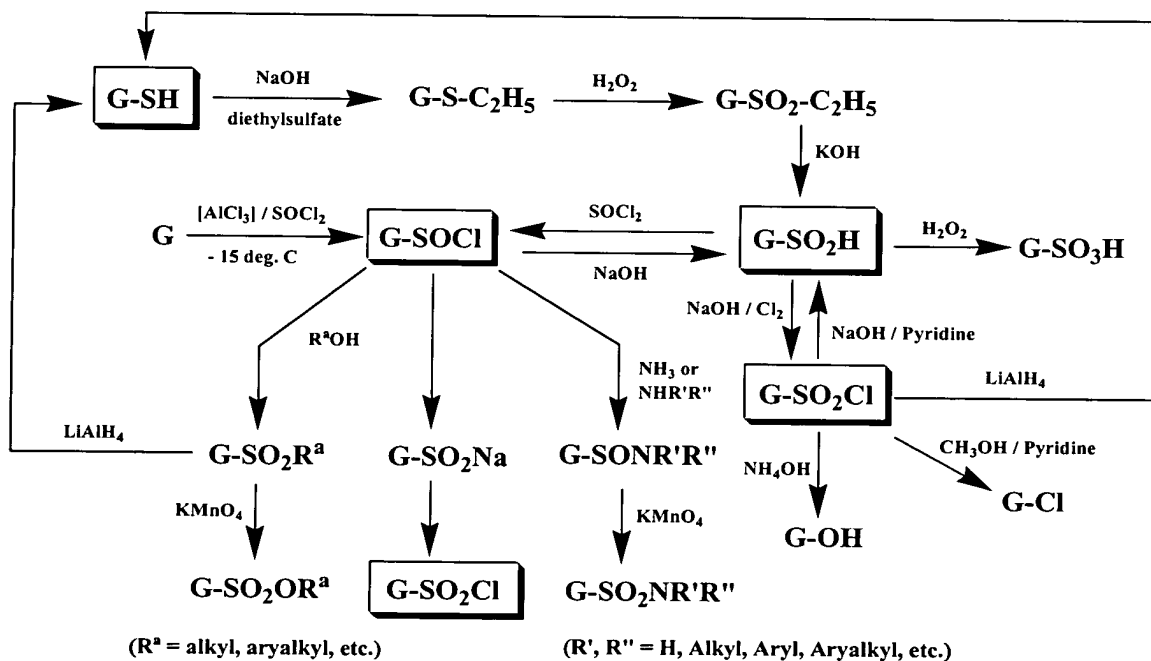 G-SH
NaOH
diethylsulfate
G-S-C₂H₅
H₂O₂
G-SO₂-C₂H₅
KOH
G
[AlCl₃] / SOCl₂
- 15 deg. C
G-SOCl
SOCl₂
NaOH
G-SO₂H
H₂O₂
G-SO₃H
NaOH / Cl₂
NaOH / Pyridine
RᵃOH
NH₃ or
NHR'R"
G-SO₂Cl
LiAlH₄
LiAlH₄
G-SO₂Rᵃ
G-SO₂Na
G-SONR'R"
NH₄OH
CH₃OH / Pyridine
G-Cl
KMnO₄
KMnO₄
G-OH
G-SO₂ORᵃ
G-SO₂Cl
G-SO₂NR'R"
(Rᵃ = alkyl, aryalkyl, etc.)
(R', R" = H, Alkyl, Aryl, Aryalkyl, etc.)